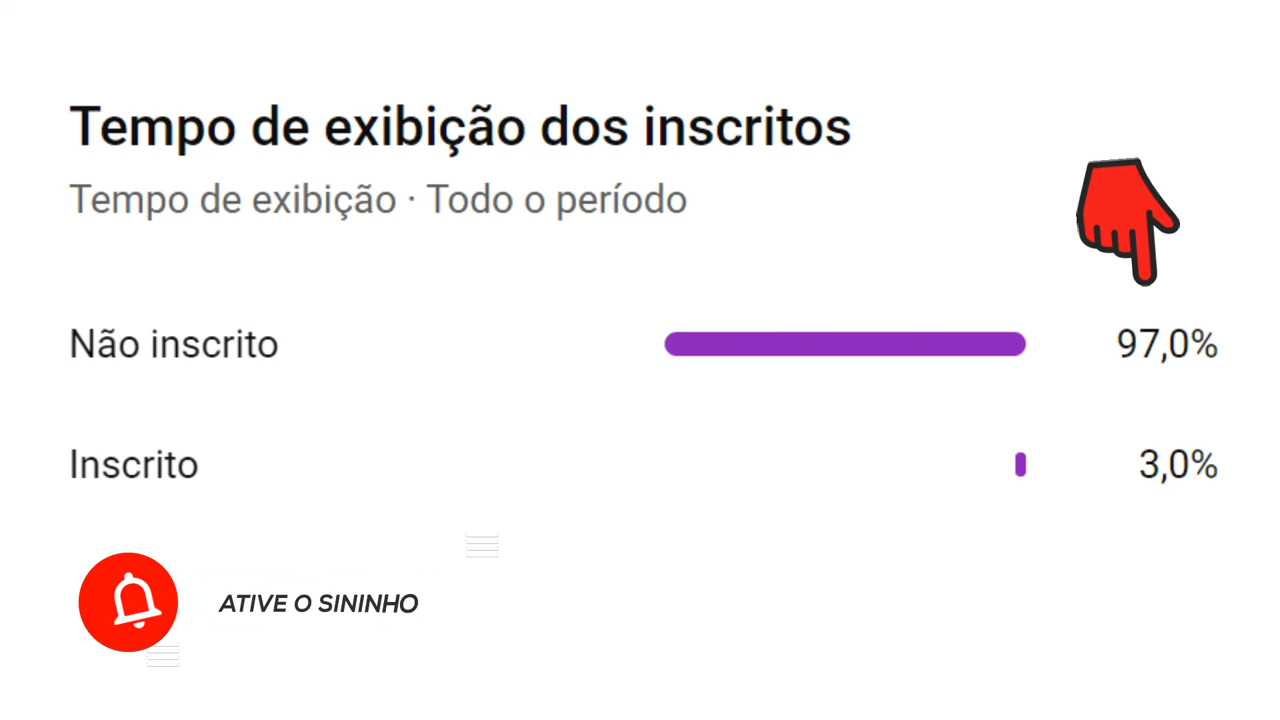 Tempo de exibição dos inscritos
Tempo de exibição · Todo o período
Não inscrito 97,0%
Inscrito 3,0%
ATIVE O SININHO